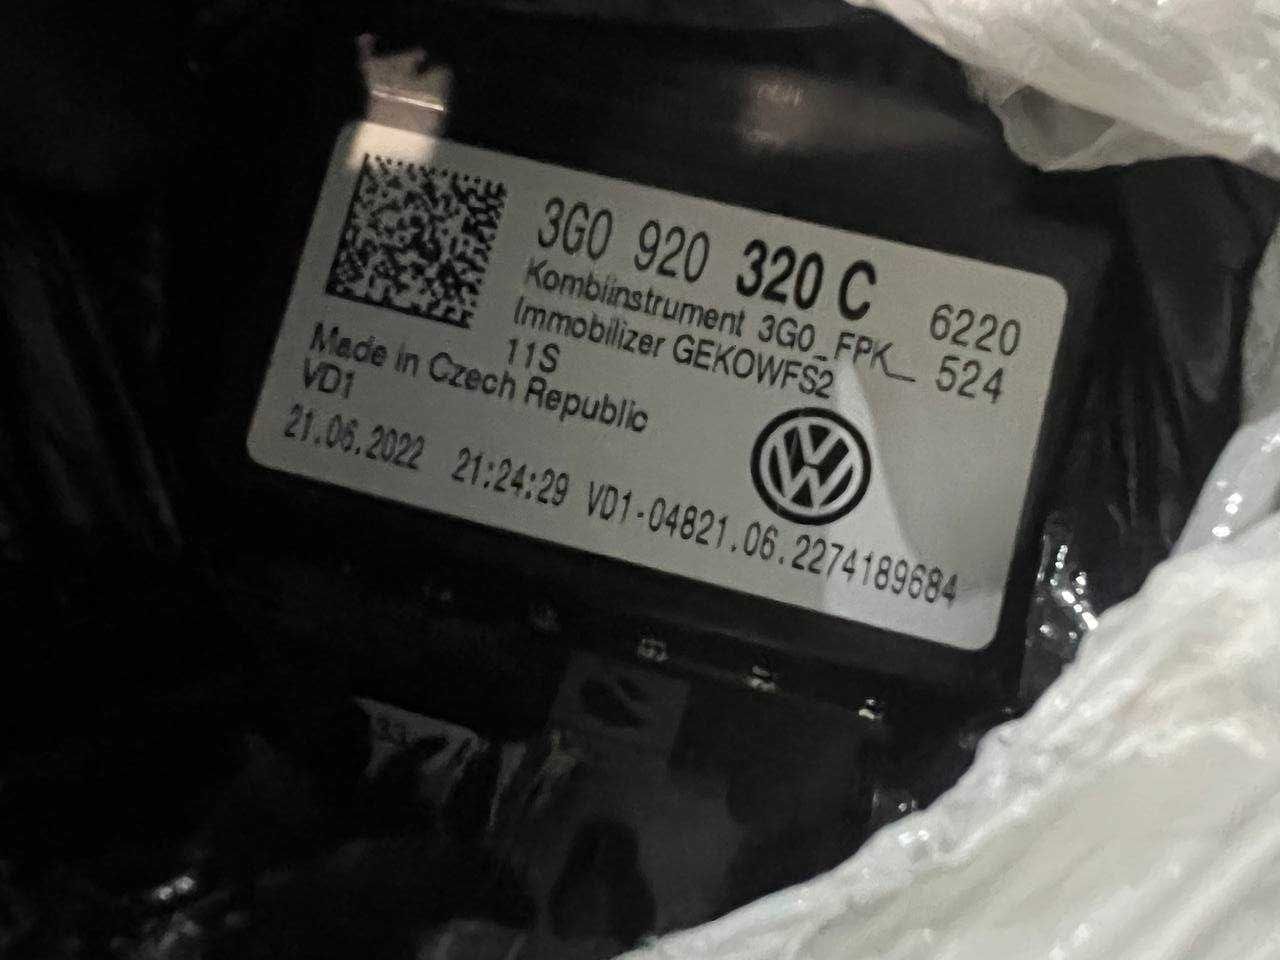 3G0 920 320 C
6220
Kombiinstrument 3G0_FPK_ 524
Immobilizer GEKOWFS2
11S
Made in Czech Republic
VD1
21.06.2022 21:24:29 VD1-04821.06.2274189684